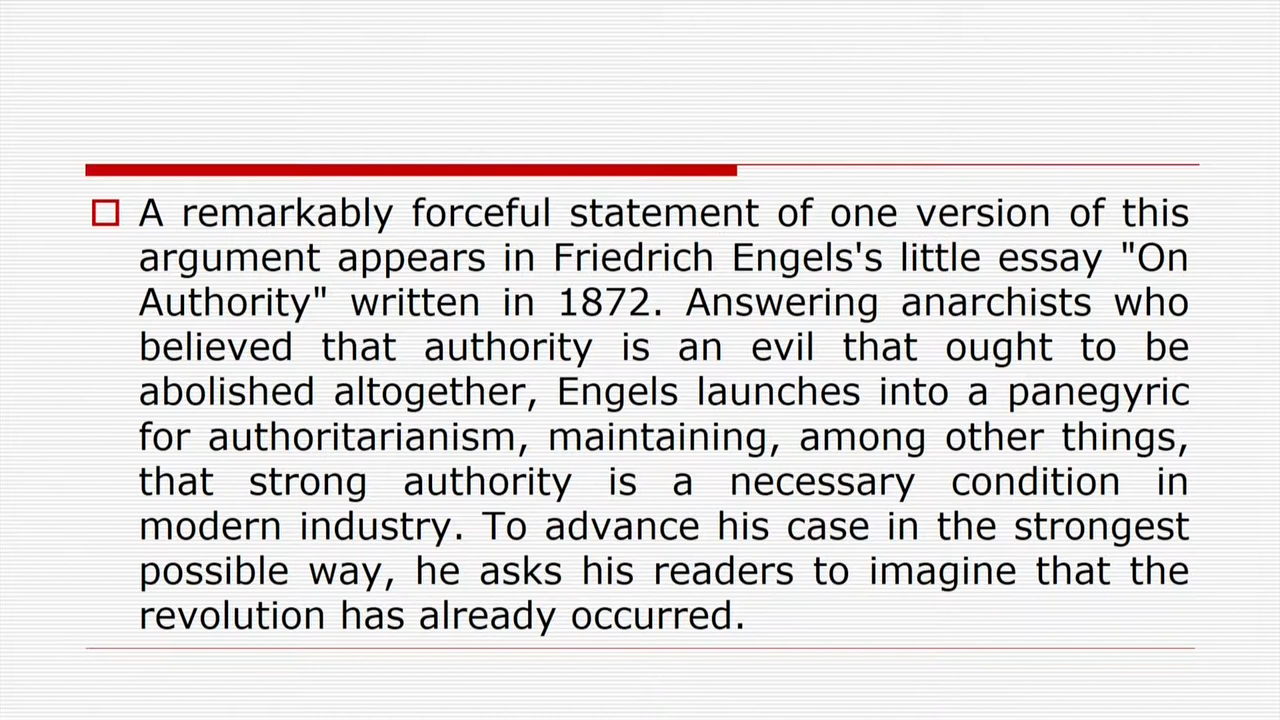 A remarkably forceful statement of one version of this
argument appears in Friedrich Engels's little essay "On
Authority" written in 1872. Answering anarchists who
believed that authority is an evil that ought to be
abolished altogether, Engels launches into a panegyric
for authoritarianism, maintaining, among other things,
that strong authority is a necessary condition in
modern industry. To advance his case in the strongest
possible way, he asks his readers to imagine that the
revolution has already occurred.